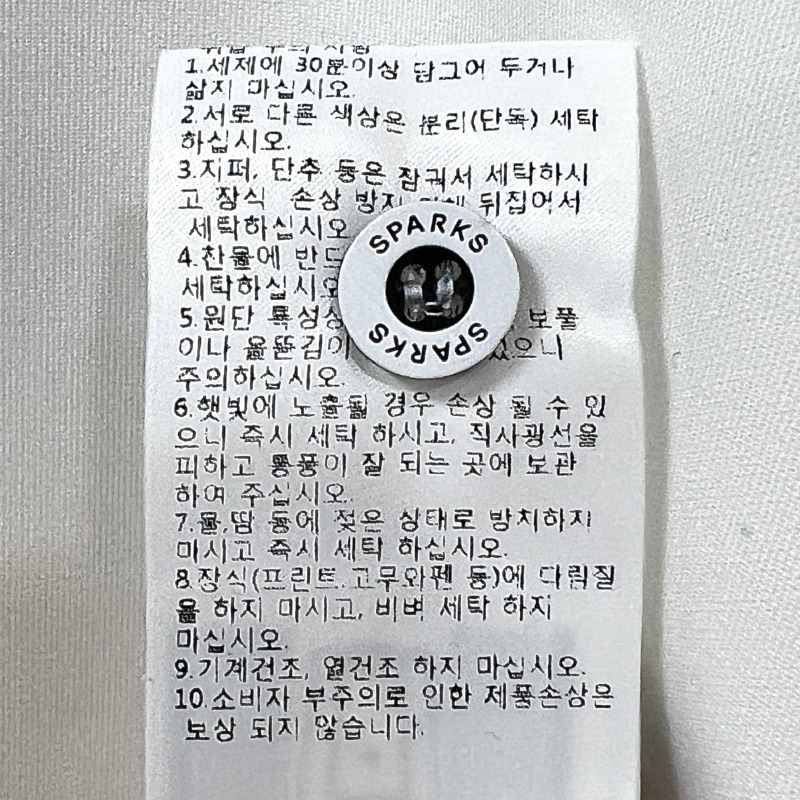 1.세제에 30분이상 담그어 두거나
삶지 마십시오.
2.서로 다른 색상은 분리(단독) 세탁
하십시오.
3.지퍼, 단추 등은 잠궈서 세탁하시
고 장식 손상 방지 뒤집어서
세탁하십시오
4.찬물에 반드
세탁하십시오
5.원단 특성상 보풀
이나 올뜯김이 있으니
주의하십시오.
6.햇빛에 노출될 경우 손상 될 수 있
으니 즉시 세탁 하시고, 직사광선을
피하고 통풍이 잘 되는 곳에 보관
하여 주십시오.
7.물,땀 등에 젖은 상태로 방치하지
마시고 즉시 세탁 하십시오.
8.장식(프린트.고무와펜 등)에 다림질
을 하지 마시고, 비벼 세탁 하지
마십시오.
9.기계건조, 열건조 하지 마십시오.
10.소비자 부주의로 인한 제품손상은
보상 되지 않습니다.
SPARKS
SPARKS